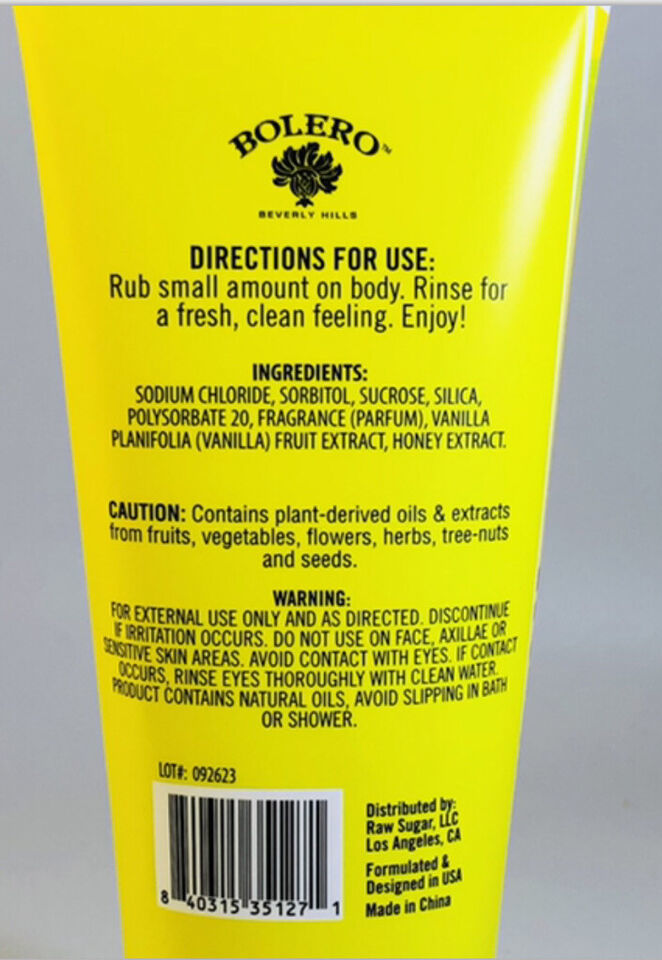 BOLERO™
BEVERLY HILLS
DIRECTIONS FOR USE:
Rub small amount on body. Rinse for
a fresh, clean feeling. Enjoy!
INGREDIENTS:
SODIUM CHLORIDE, SORBITOL, SUCROSE, SILICA,
POLYSORBATE 20, FRAGRANCE (PARFUM), VANILLA
PLANIFOLIA (VANILLA) FRUIT EXTRACT, HONEY EXTRACT.
CAUTION: Contains plant-derived oils & extracts
from fruits, vegetables, flowers, herbs, tree-nuts
and seeds.
WARNING:
FOR EXTERNAL USE ONLY AND AS DIRECTED. DISCONTINUE
IF IRRITATION OCCURS. DO NOT USE ON FACE, AXILLAE OR
SENSITIVE SKIN AREAS. AVOID CONTACT WITH EYES. IF CONTACT
OCCURS, RINSE EYES THOROUGHLY WITH CLEAN WATER.
PRODUCT CONTAINS NATURAL OILS, AVOID SLIPPING IN BATH
OR SHOWER.
LOT#: 092623
8 40315 35127 1
Distributed by:
Raw Sugar, LLC
Los Angeles, CA
Formulated &
Designed in USA
Made in China